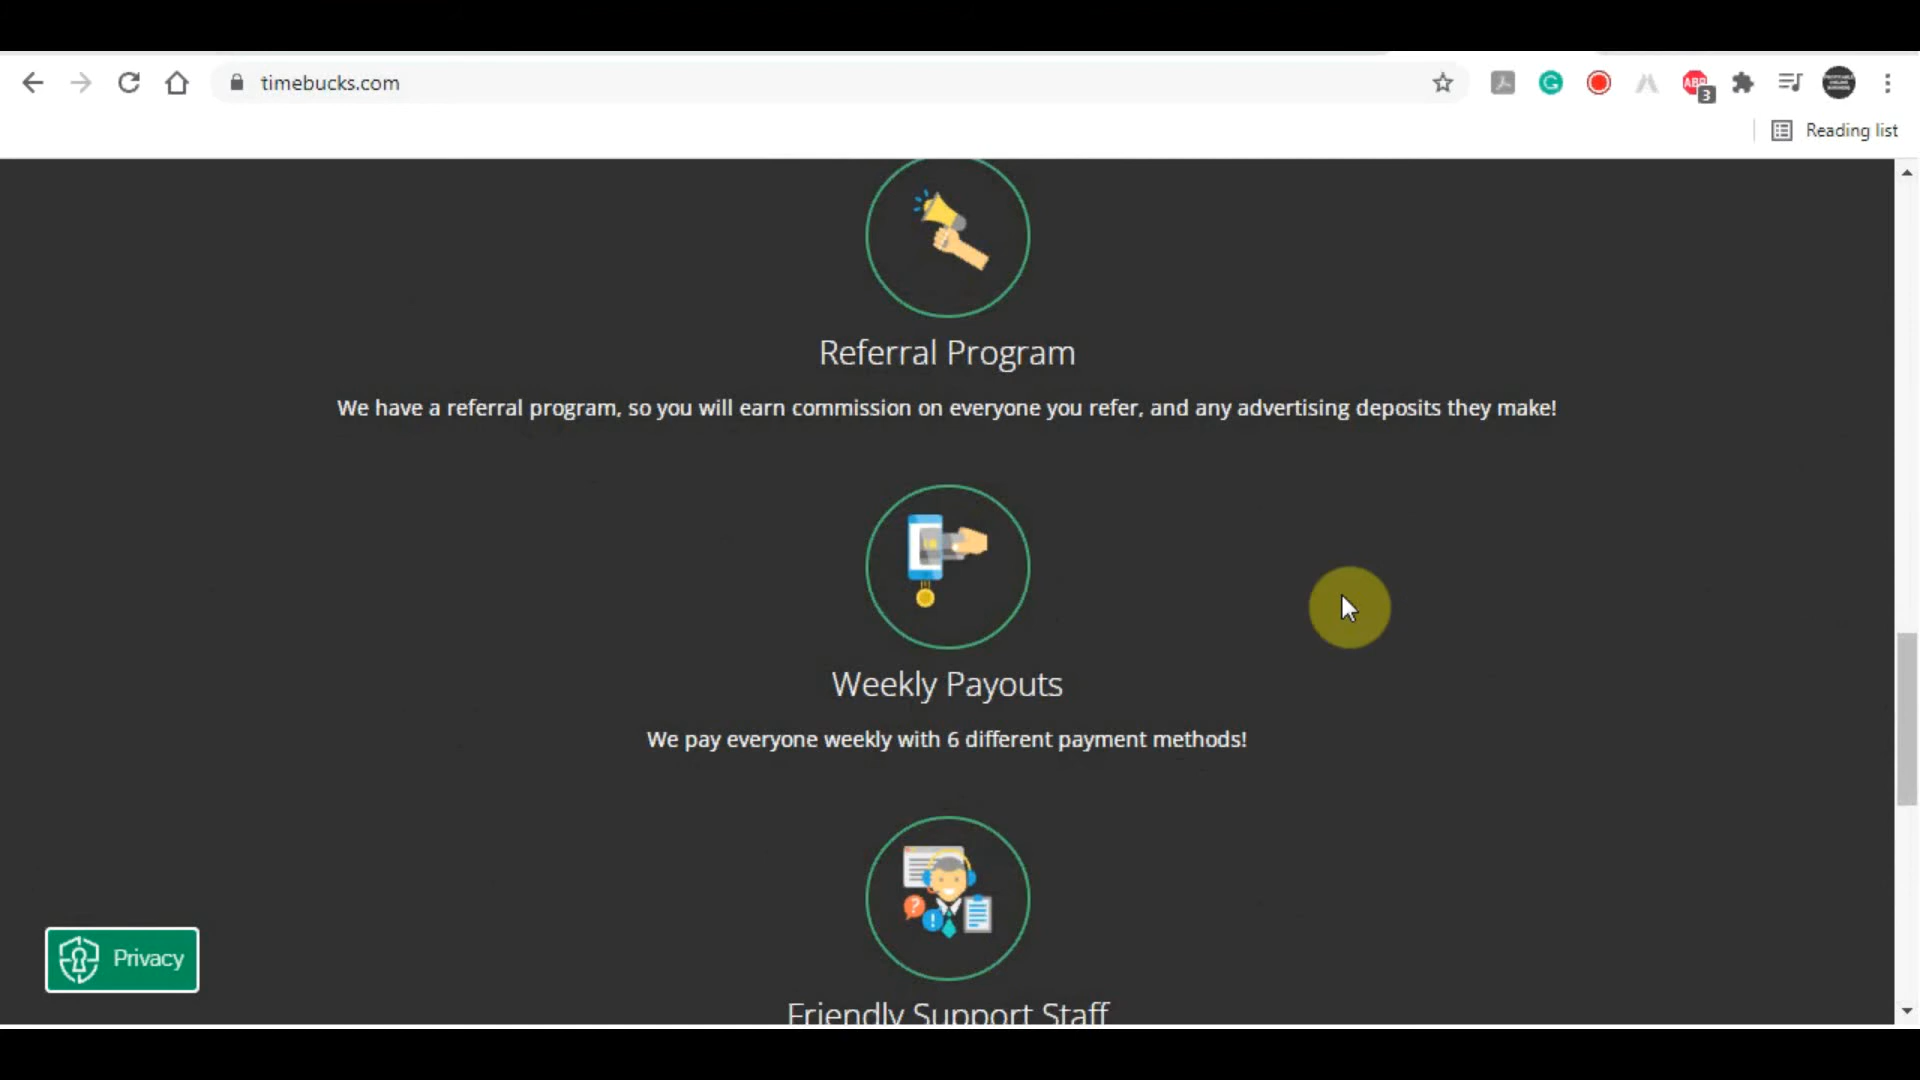 timebucks.com
ABP
3
Reading list
Referral Program
We have a referral program, so you will earn commission on everyone you refer, and any advertising deposits they make!
Weekly Payouts
We pay everyone weekly with 6 different payment methods!
Privacy
Friendly Support Staff